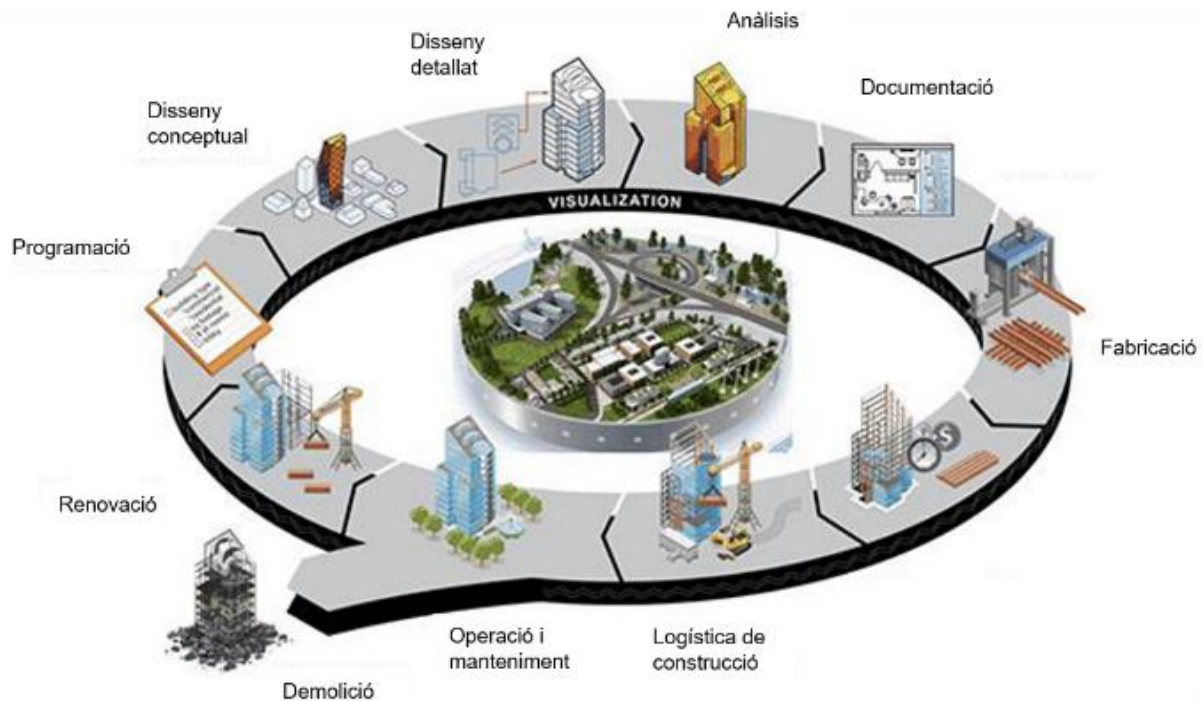 Anàlisis
Disseny
detallat
Documentació
Disseny
conceptual
VISUALIZATION
Programació
Fabricació
$
Renovació
Operació i
manteniment
Logística de
construcció
Demolició